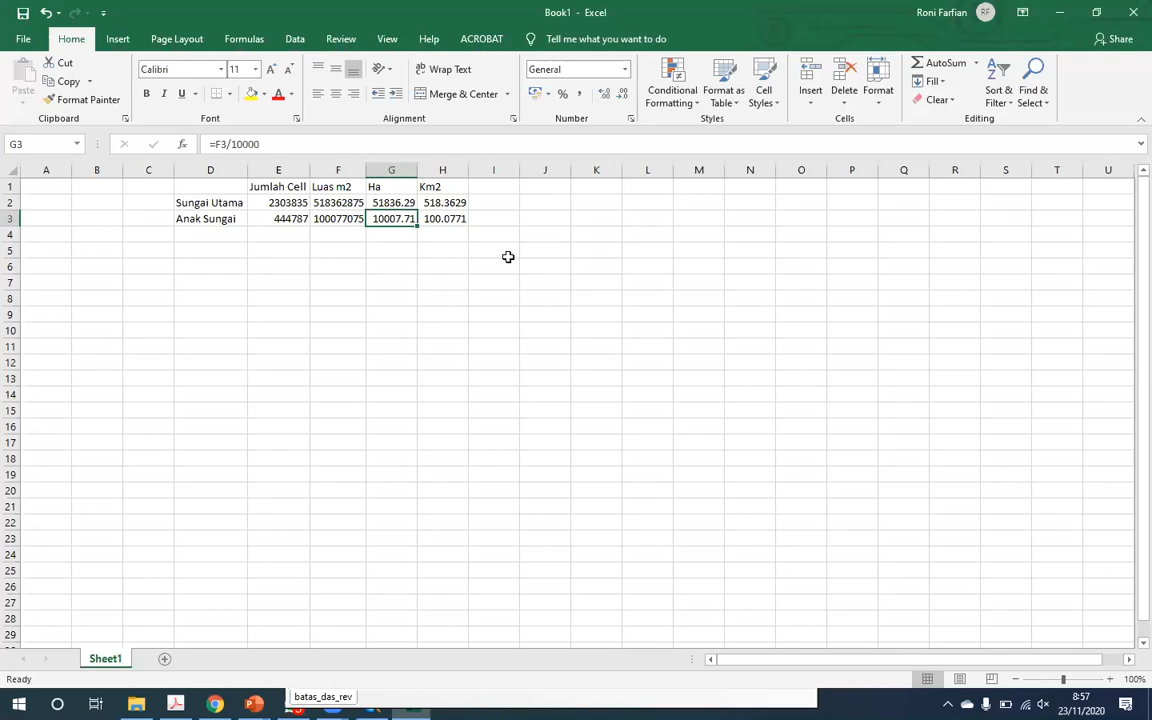 Book1 - Excel
Roni Farfian RF
File Home Insert Page Layout Formulas Data Review View Help ACROBAT Tell me what you want to do Share
Paste Cut Copy Format Painter Clipboard
Calibri 11 A A B I U A Font
Wrap Text Merge & Center Alignment
General % , Number
Conditional Formatting Format as Table Cell Styles Styles
Insert Delete Format Cells
AutoSum Fill Clear Sort & Filter Find & Select Editing
G3 fx =F3/10000
A B C D E F G H I J K L M N O P Q R S T U
1 Jumlah Cell Luas m2 Ha Km2
2 Sungai Utama 2303835 518362875 51836.29 518.3629
3 Anak Sungai 444787 100077075 10007.71 100.0771
4
5
6
7
8
9
10
11
12
13
14
15
16
17
18
19
20
21
22
23
24
25
26
27
28
29
Sheet1
Ready 100%
batas_das_rev
8:57
23/11/2020